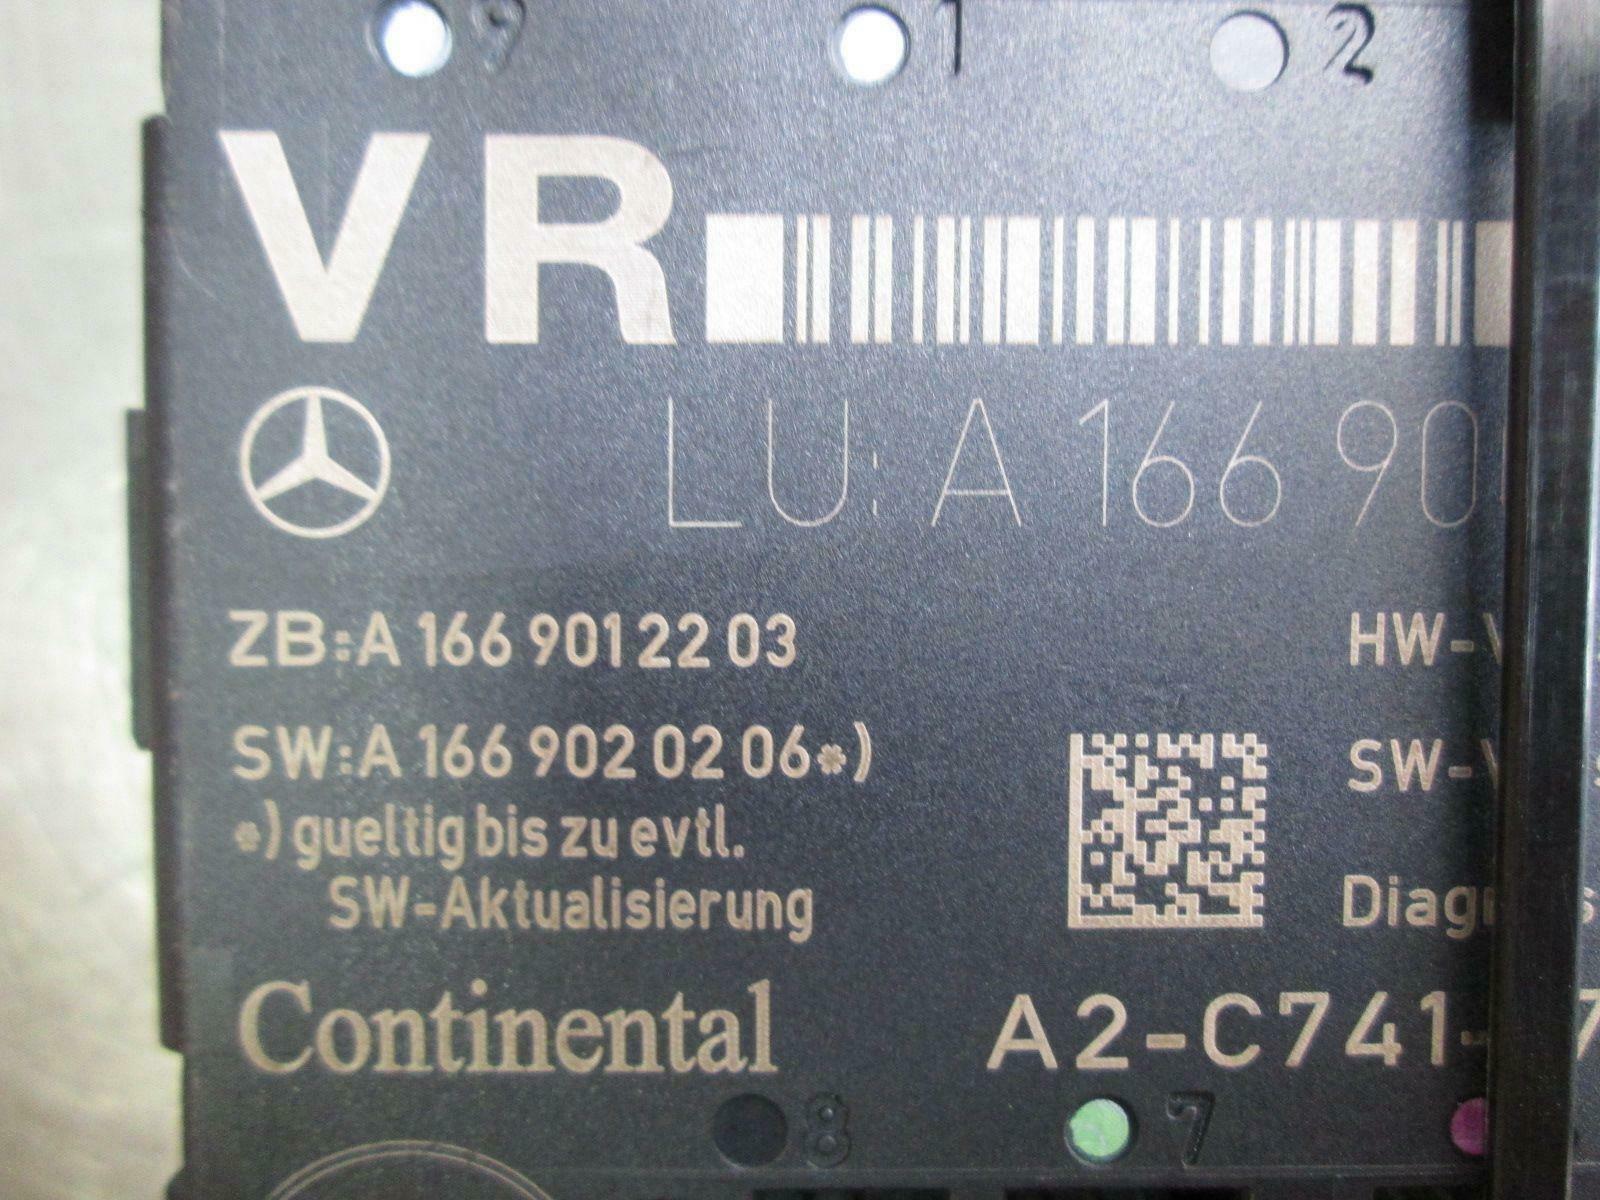 9 1 2
VR
LU: A 166 90
ZB:A 166 901 22 03
HW-V
SW:A 166 902 02 06*)
SW-V
*) gueltig bis zu evtl.
SW-Aktualisierung
Diagn
Continental
A2-C741-
8 7